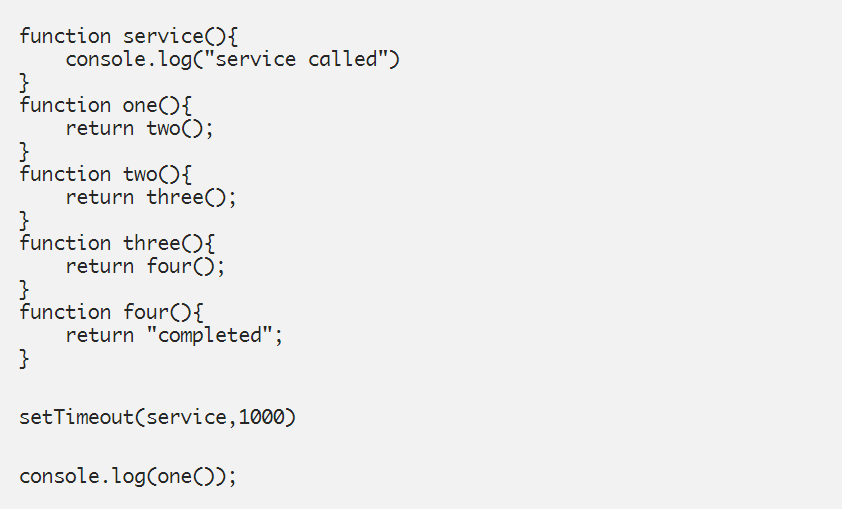 function service(){
    console.log("service called")
}
function one(){
    return two();
}
function two(){
    return three();
}
function three(){
    return four();
}
function four(){
    return "completed";
}
setTimeout(service,1000)
console.log(one());